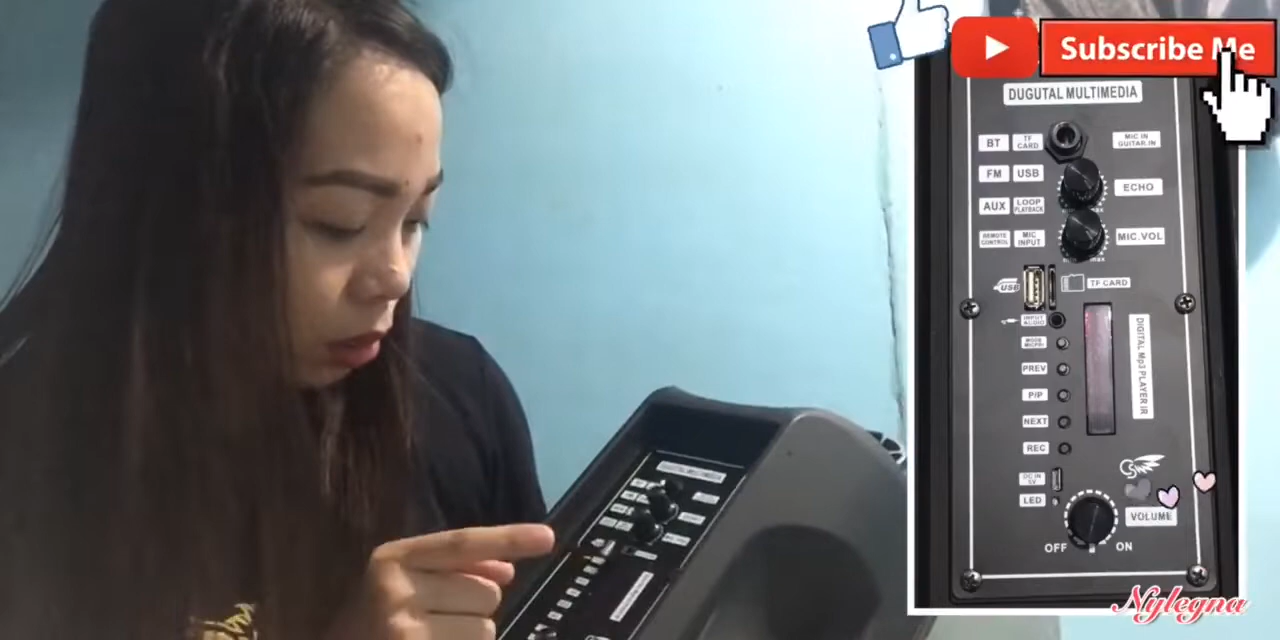 Subscribe Me
DUGUTAL MULTIMEDIA
BT
TF
CARD
MIC IN
GUITAR.IN
FM
USB
ECHO
AUX
LOOP
PLAYBACK
REMOTE
CONTROL
MIC
INPUT
MIC.VOL
max
USB
TF CARD
INPUT
AUDIO
MODE
PREV
P/P
NEXT
REC
DIGITAL Mp3 PLAYER IR
DC IN
5V
LED
VOLUME
OFF
ON
Nylegna